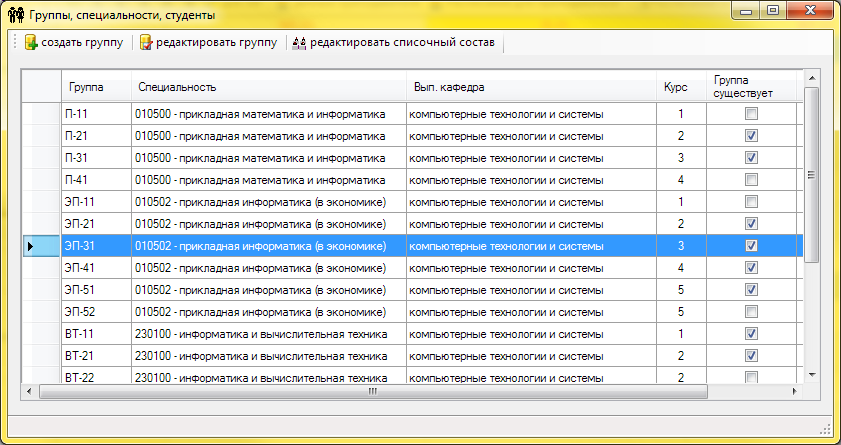 Группы, специальности, студенты
создать группу редактировать группу редактировать списочный состав
Группа Специальность Вып. кафедра Курс Группа существует
П-11 010500 - прикладная математика и информатика компьютерные технологии и системы 1
П-21 010500 - прикладная математика и информатика компьютерные технологии и системы 2
П-31 010500 - прикладная математика и информатика компьютерные технологии и системы 3
П-41 010500 - прикладная математика и информатика компьютерные технологии и системы 4
ЭП-11 010502 - прикладная информатика (в экономике) компьютерные технологии и системы 1
ЭП-21 010502 - прикладная информатика (в экономике) компьютерные технологии и системы 2
ЭП-31 010502 - прикладная информатика (в экономике) компьютерные технологии и системы 3
ЭП-41 010502 - прикладная информатика (в экономике) компьютерные технологии и системы 4
ЭП-51 010502 - прикладная информатика (в экономике) компьютерные технологии и системы 5
ЭП-52 010502 - прикладная информатика (в экономике) компьютерные технологии и системы 5
ВТ-11 230100 - информатика и вычислительная техника компьютерные технологии и системы 1
ВТ-21 230100 - информатика и вычислительная техника компьютерные технологии и системы 2
ВТ-22 230100 - информатика и вычислительная техника компьютерные технологии и системы 2